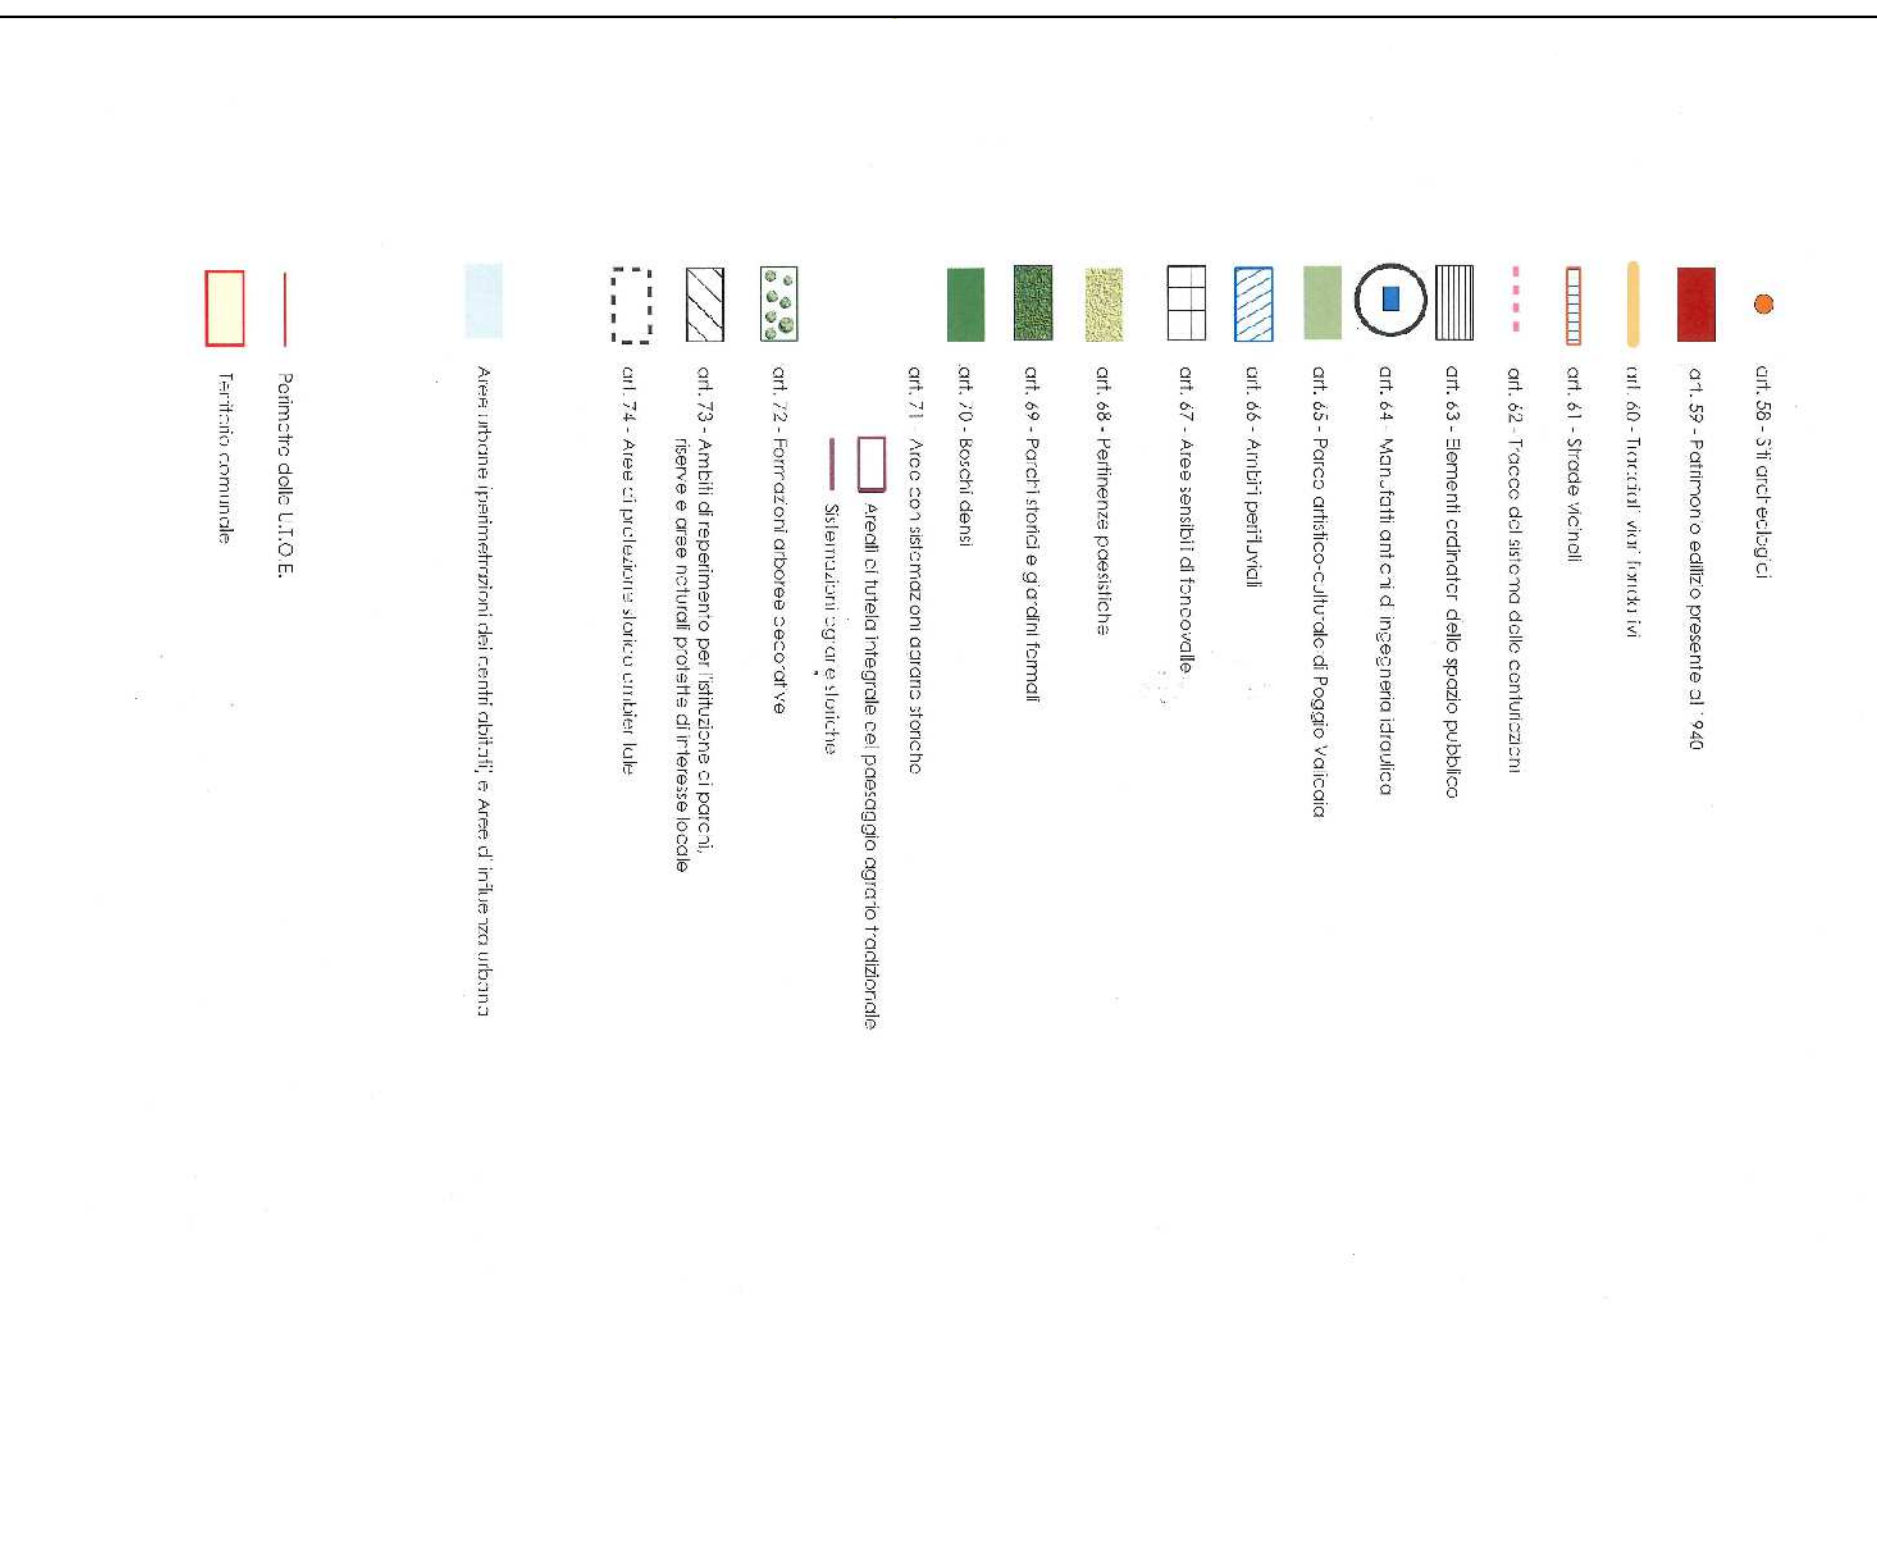 art. 58 - Siti archeologici
art. 59 - Patrimonio edilizio presente al 1940
art. 60 - Tracciati viari fondativi
art. 61 - Strade vicinali
art. 62 - Tracce del sistema delle centuriazioni
art. 63 - Elementi ordinatori dello spazio pubblico
art. 64 - Manufatti antichi di ingegneria idraulica
art. 65 - Parco artistico-culturale di Poggio Valicaia
art. 66 - Ambiti perifluviali
art. 67 - Aree sensibili di fondovalle
art. 68 - Pertinenze paesistiche
art. 69 - Parchi storici e giardini formali
art. 70 - Boschi densi
art. 71 - Aree con sistemazioni agrarie storiche
Areali di tutela integrale del paesaggio agrario tradizionale
Sistemazioni agrarie storiche
art. 72 - Formazioni arboree decorative
art. 73 - Ambiti di reperimento per l'istituzione di parchi,
riserve e aree naturali protette di interesse locale
art. 74 - Aree di protezione storico ambientale
Aree urbane (perimetrazioni dei centri abitati) e Aree d'influenza urbana
Perimetro delle U.T.O.E.
Territorio comunale